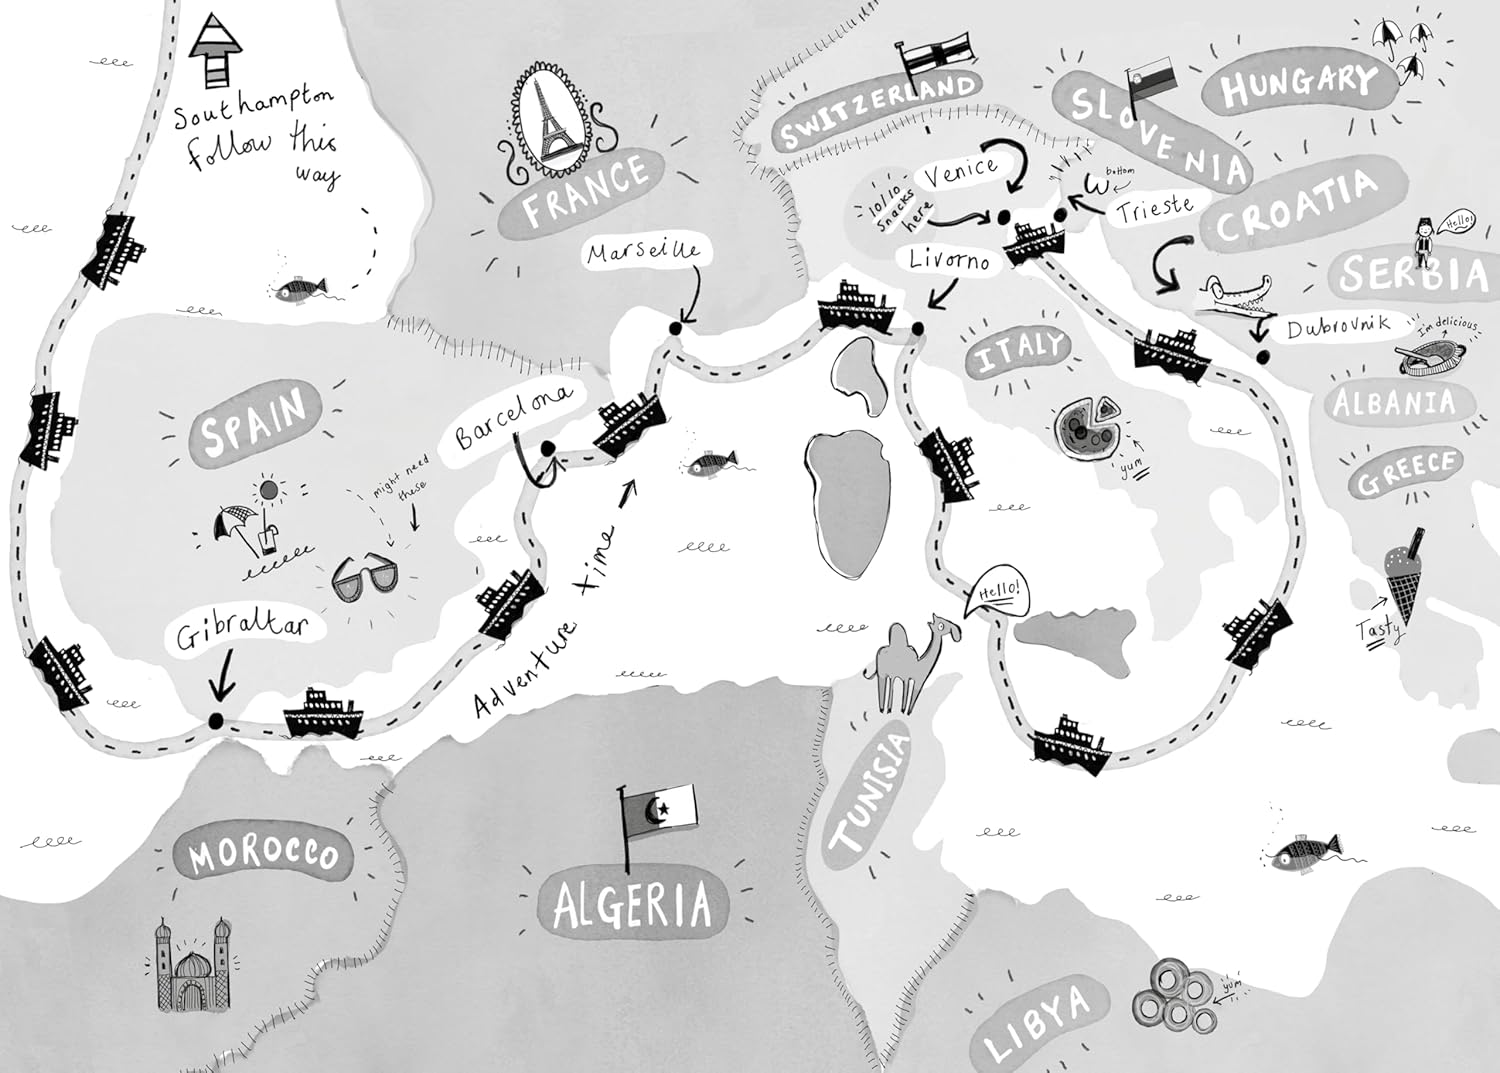 Southampton
follow this
way
FRANCE
SWITZERLAND
SLOVENIA
HUNGARY
Venice
bottom
Trieste
CROATIA
10/10
snacks
here
Hello!
SERBIA
Marseille
Livorno
Dubrovnik
I'm delicious
ITALY
ALBANIA
SPAIN
Barcelona
yum
GREECE
might need
these
Adventure time
Hello!
Tasty
Gibraltar
TUNISIA
MOROCCO
ALGERIA
LIBYA
yum